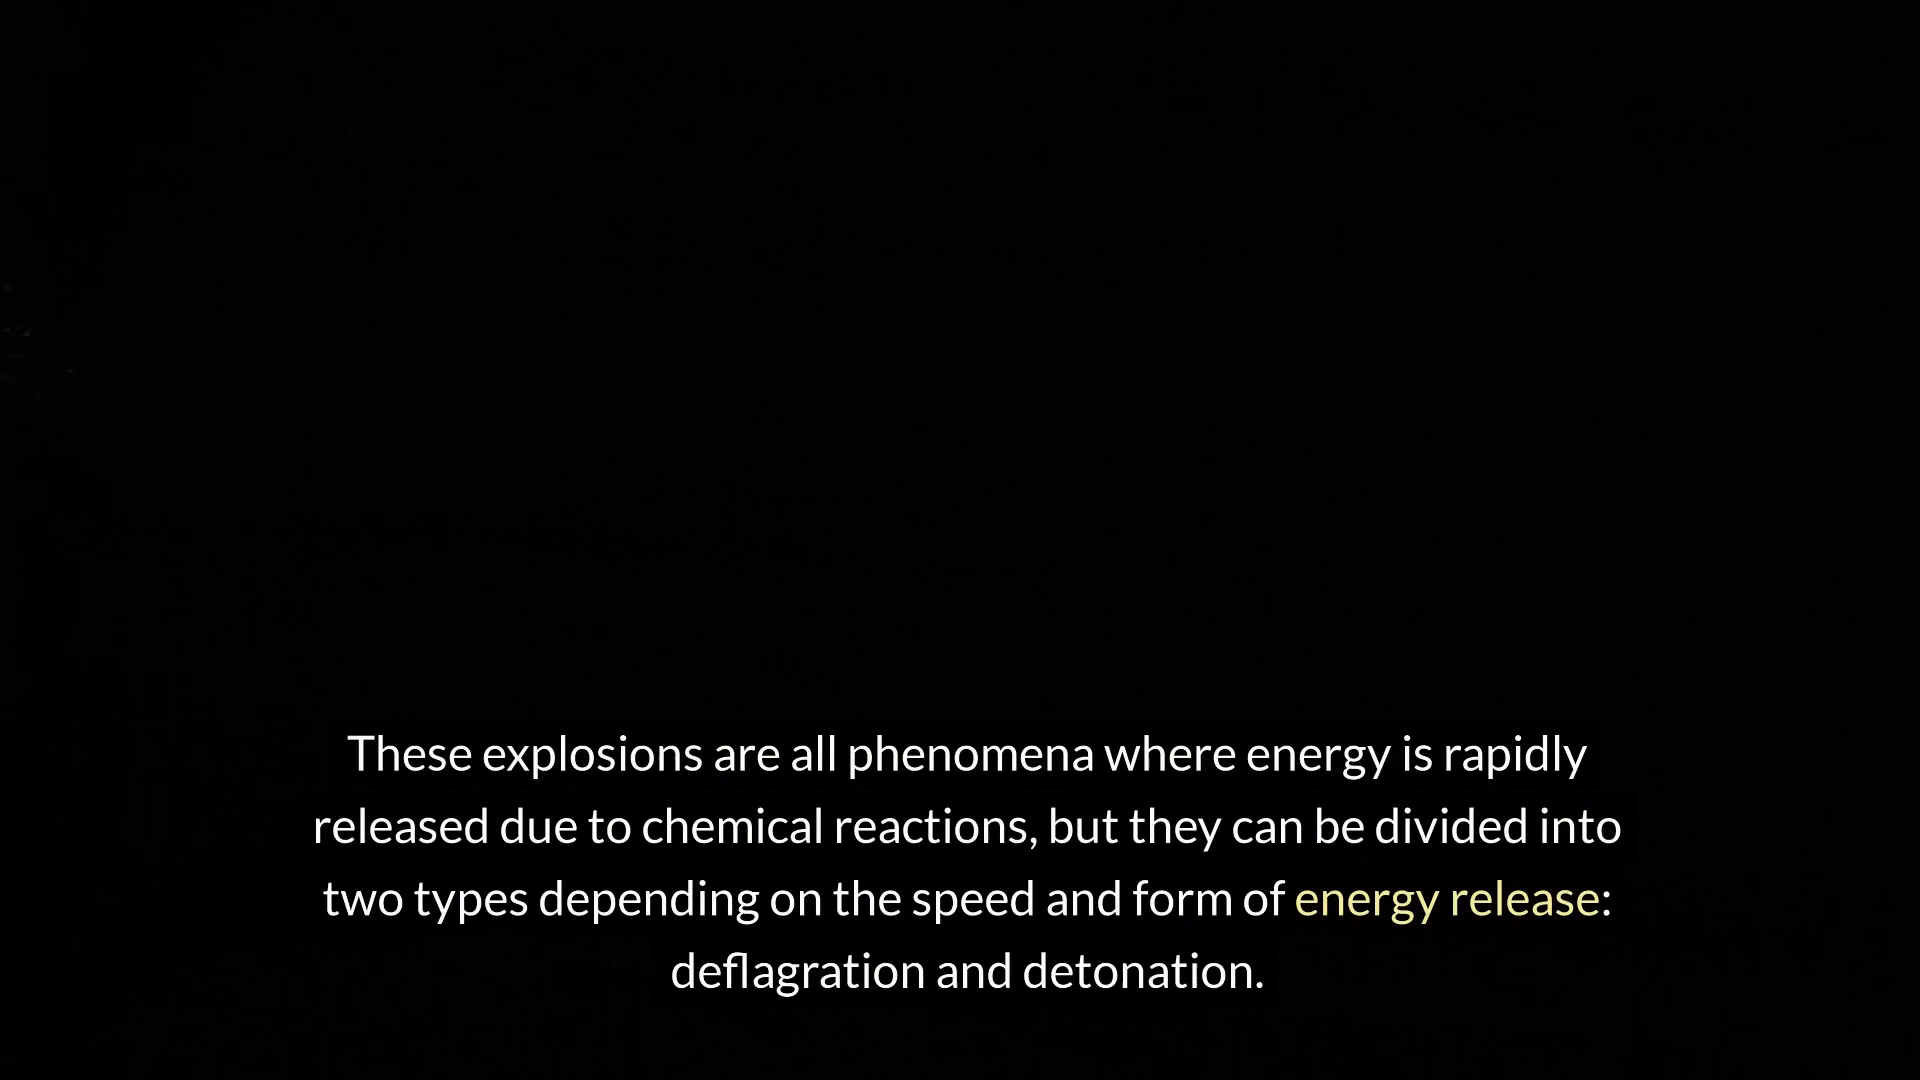 These explosions are all phenomena where energy is rapidly
released due to chemical reactions, but they can be divided into
two types depending on the speed and form of energy release:
deflagration and detonation.